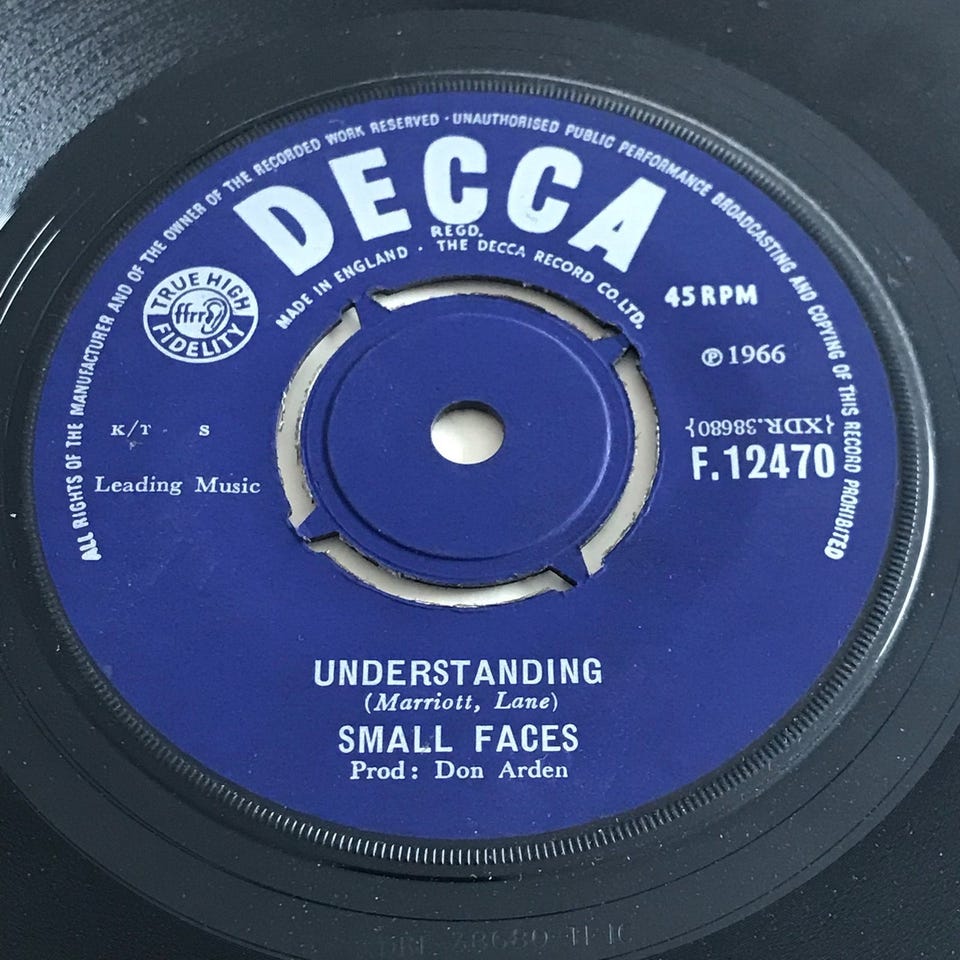 ALL RIGHTS OF THE MANUFACTURER AND OF THE OWNER OF THE RECORDED WORK RESERVED · UNAUTHORISED PUBLIC PERFORMANCE BROADCASTING AND COPYING OF THIS RECORD PROHIBITED
DECCA
REGD.
MADE IN ENGLAND · THE DECCA RECORD CO. LTD.
TRUE HIGH
ffrr
FIDELITY
45 RPM
℗ 1966
K/T S
{XDR.38680}
F.12470
Leading Music
UNDERSTANDING
(Marriott, Lane)
SMALL FACES
Prod: Don Arden